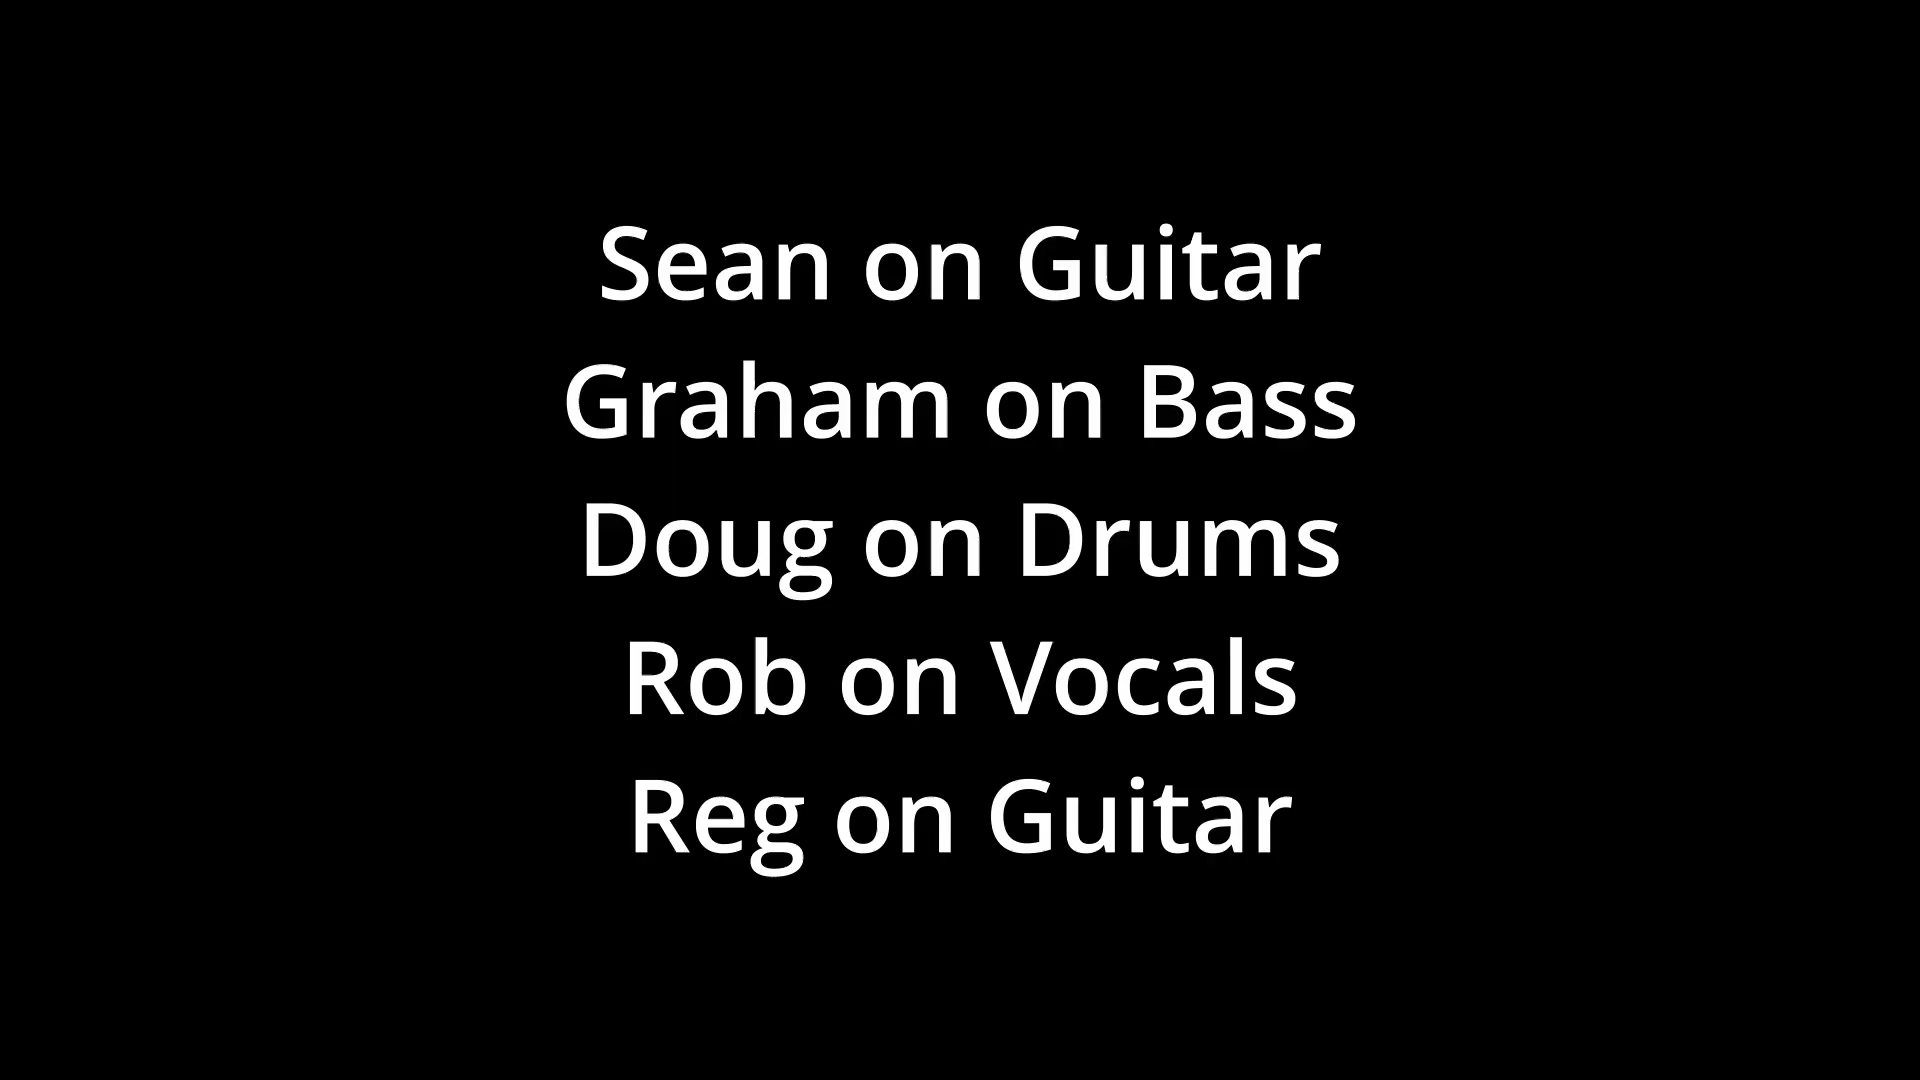 Sean on Guitar
Graham on Bass
Doug on Drums
Rob on Vocals
Reg on Guitar